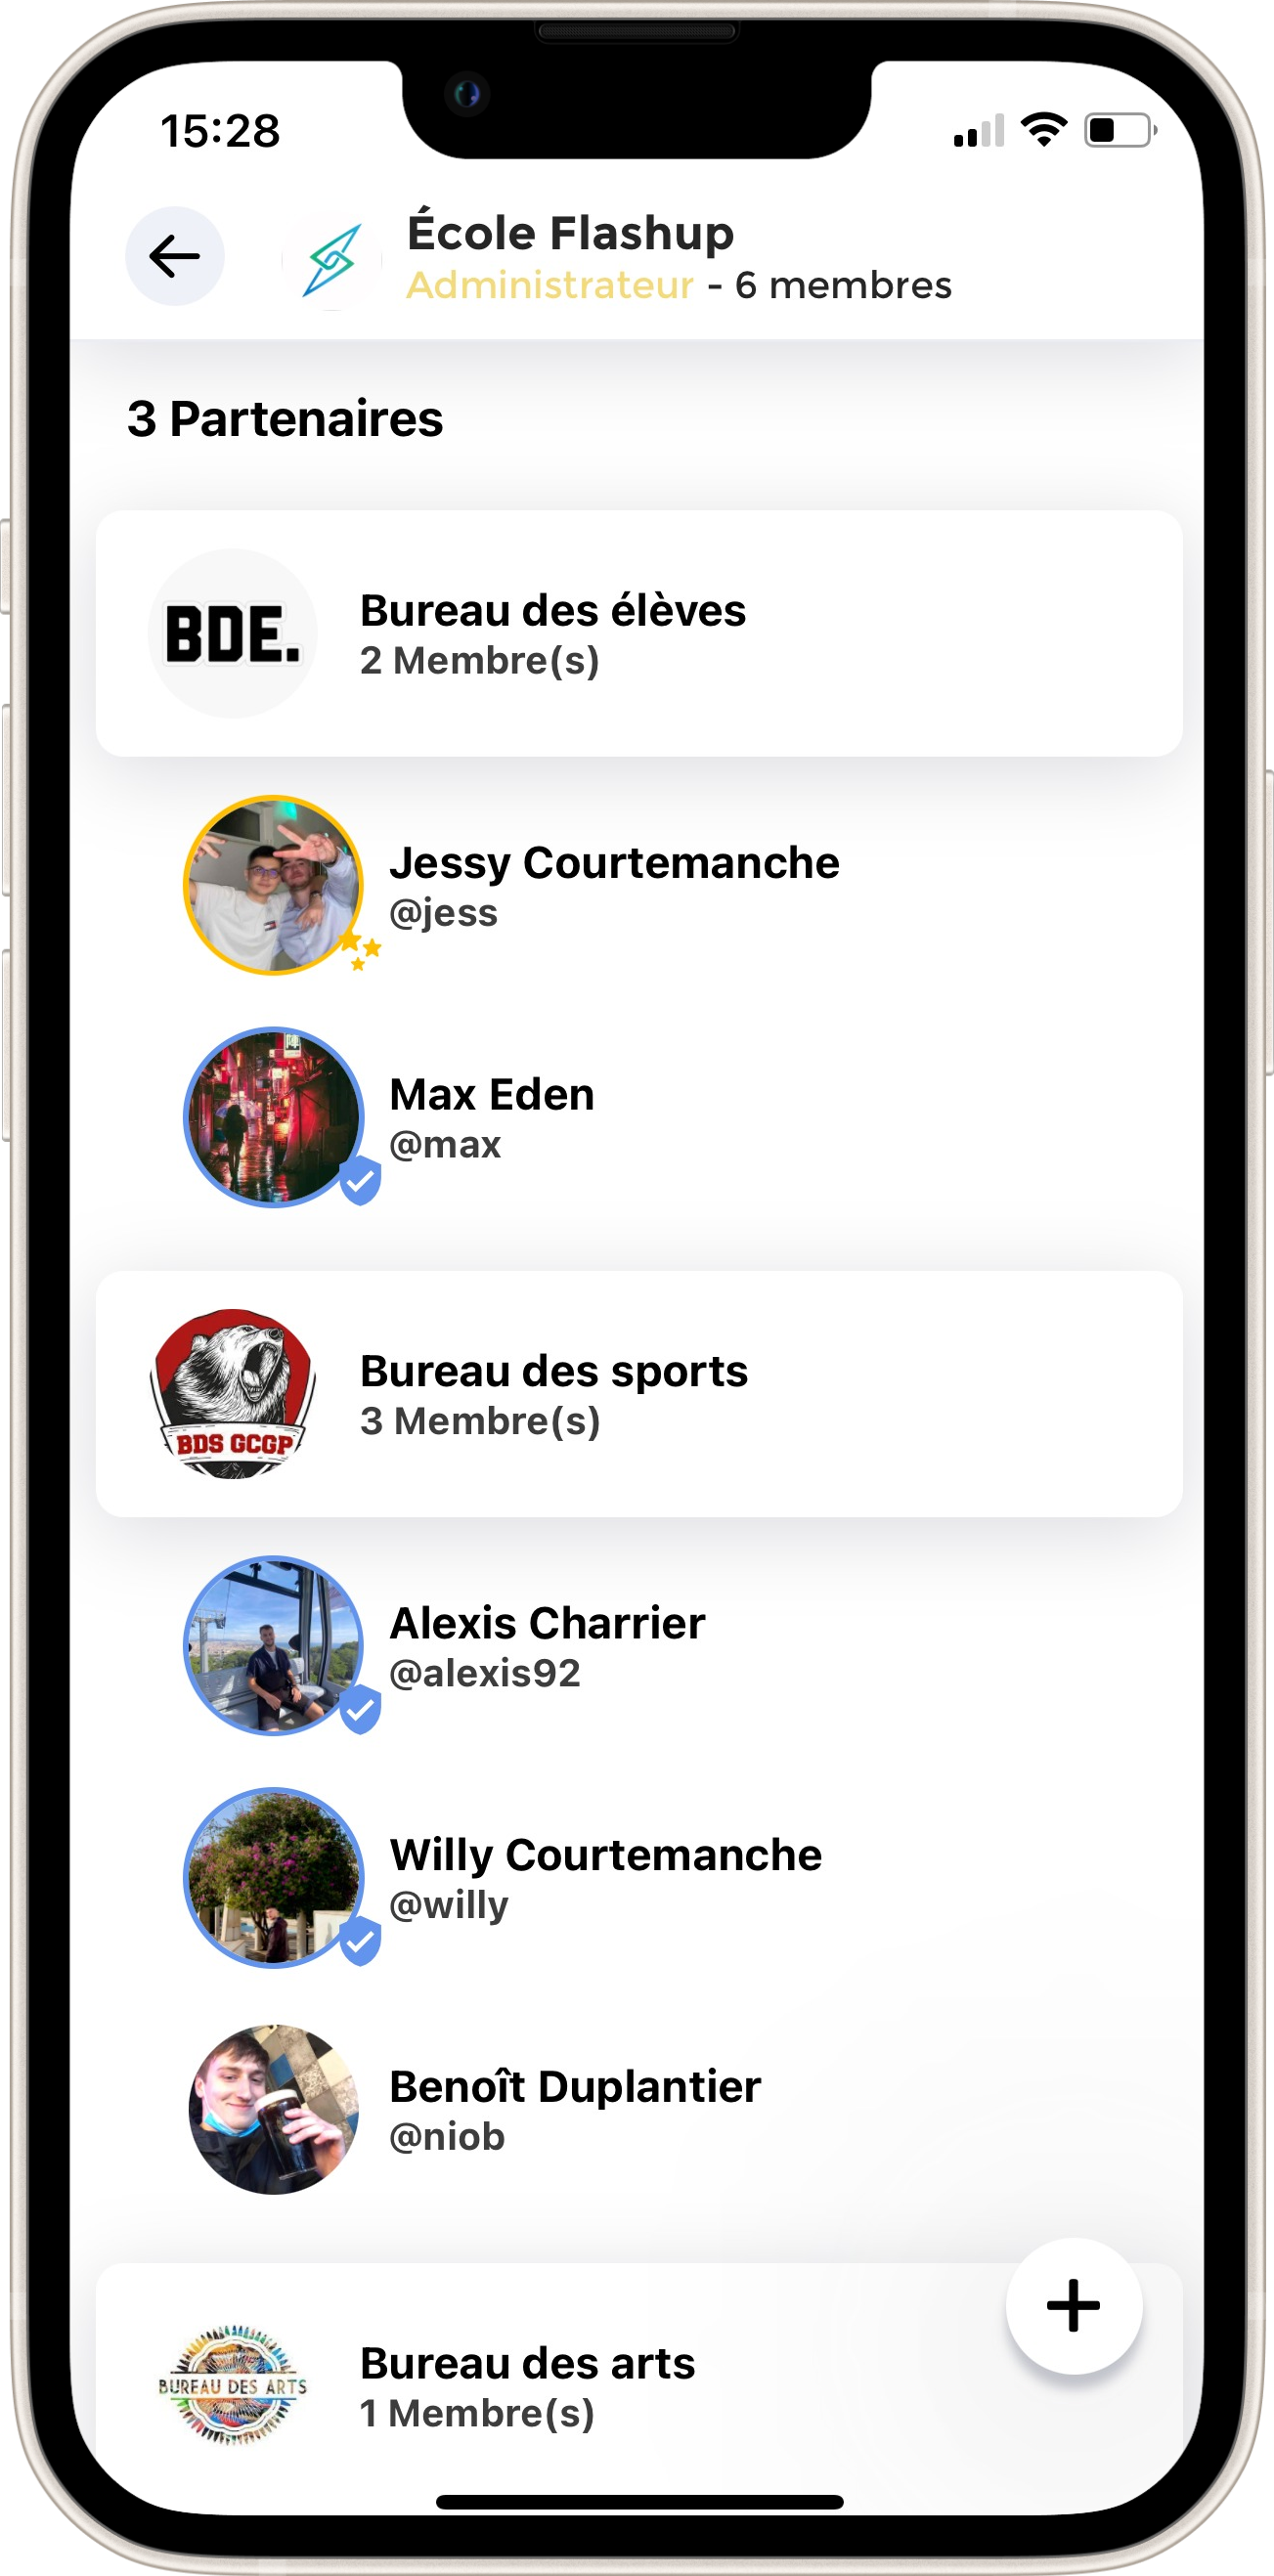 15:28
École Flashup
Administrateur - 6 membres
3 Partenaires
BDE.
Bureau des élèves
2 Membre(s)
Jessy Courtemanche
@jess
Max Eden
@max
BDS GCGP
Bureau des sports
3 Membre(s)
Alexis Charrier
@alexis92
Willy Courtemanche
@willy
Benoît Duplantier
@niob
BUREAU DES ARTS
Bureau des arts
1 Membre(s)